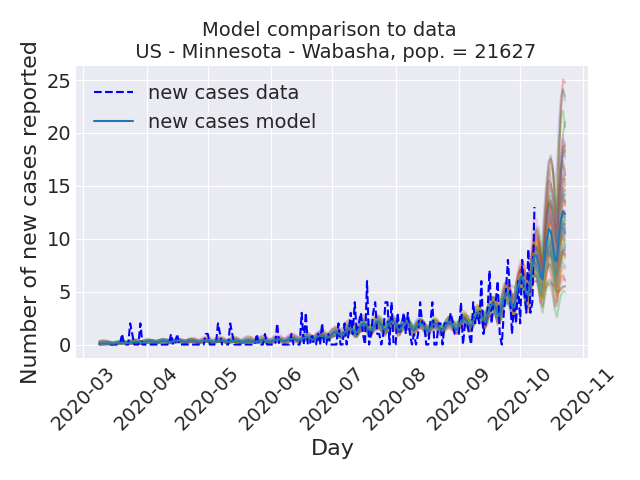 Model comparison to data
US - Minnesota - Wabasha, pop. = 21627
Number of new cases reported
25
20
15
10
5
0
new cases data
new cases model
2020-03
2020-04
2020-05
2020-06
2020-07
2020-08
2020-09
2020-10
2020-11
Day